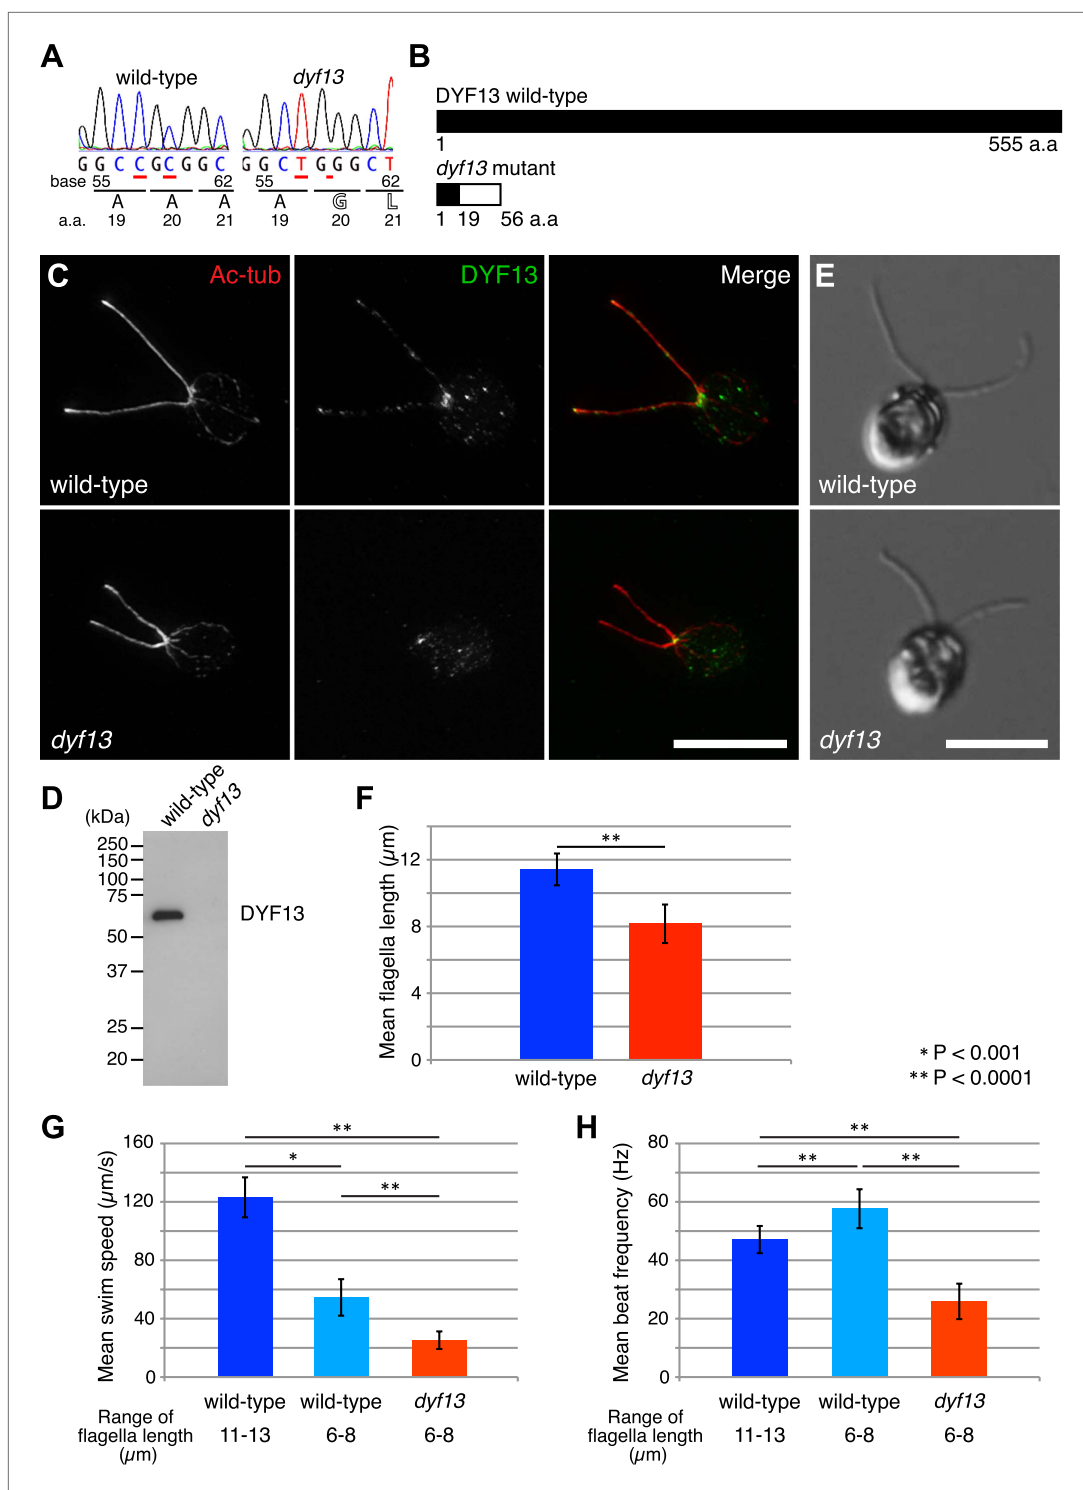 A
wild-type
dyf13
G G C C G C G G C
G G C T G G G C T
base 55 62 55 62
A A A A G L
a.a. 19 20 21 19 20 21
B
DYF13 wild-type
1 555 a.a
dyf13 mutant
1 19 56 a.a
C Ac-tub DYF13 Merge E
wild-type wild-type
dyf13 dyf13
D
(kDa) wild-type dyf13
250
150
100
75
50
37
25
20
DYF13
F
Mean flagella length (µm)
12
8
4
0
**
wild-type dyf13
* P < 0.001
** P < 0.0001
G
Mean swim speed (µm/s)
160
120
80
40
0
**
*
**
wild-type wild-type dyf13
Range of
flagella length 11-13 6-8 6-8
(µm)
H
Mean beat frequency (Hz)
80
60
40
20
0
**
** **
wild-type wild-type dyf13
Range of
flagella length 11-13 6-8 6-8
(µm)